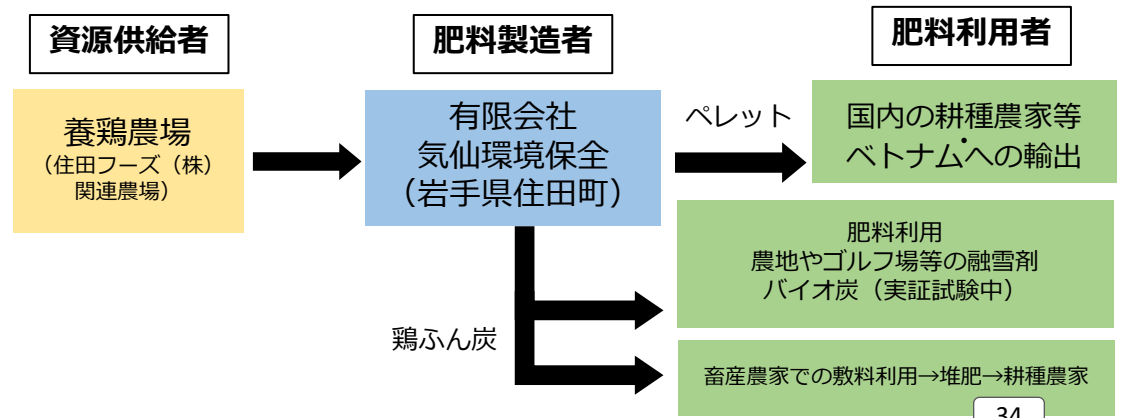 資源供給者
肥料製造者
肥料利用者
養鶏農場
（住田フーズ（株）
関連農場）
有限会社
気仙環境保全
（岩手県住田町）
ペレット
国内の耕種農家等
ベトナムへの輸出
肥料利用
農地やゴルフ場等の融雪剤
バイオ炭（実証試験中）
鶏ふん炭
畜産農家での敷料利用→堆肥→耕種農家
34